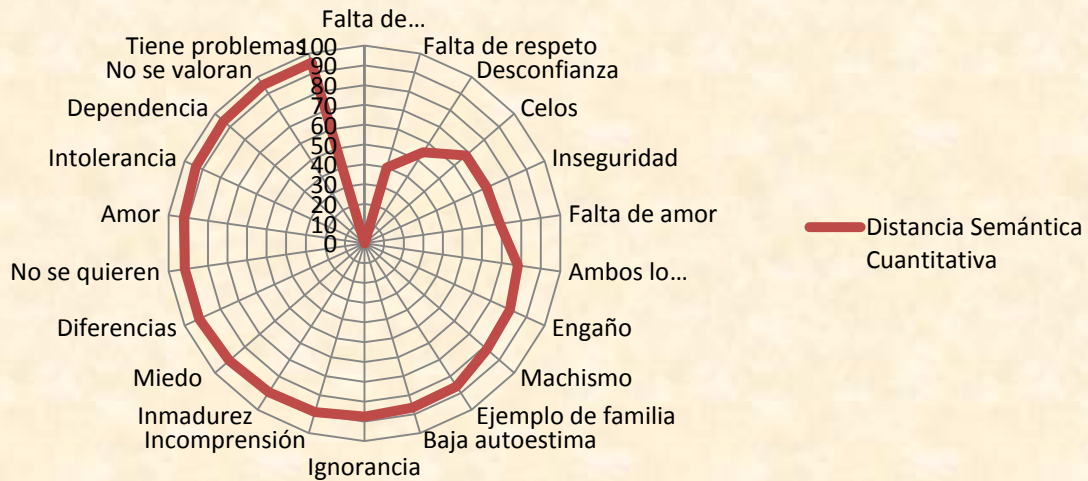 Falta de…
Falta de respeto
Desconfianza
Celos
Inseguridad
Falta de amor
Ambos lo…
Engaño
Machismo
Ejemplo de familia
Baja autoestima
Ignorancia
Incomprensión
Inmadurez
Miedo
Diferencias
No se quieren
Amor
Intolerancia
Dependencia
No se valoran
Tiene problemas
100
90
80
70
60
50
40
30
20
10
0
Distancia Semántica
Cuantitativa